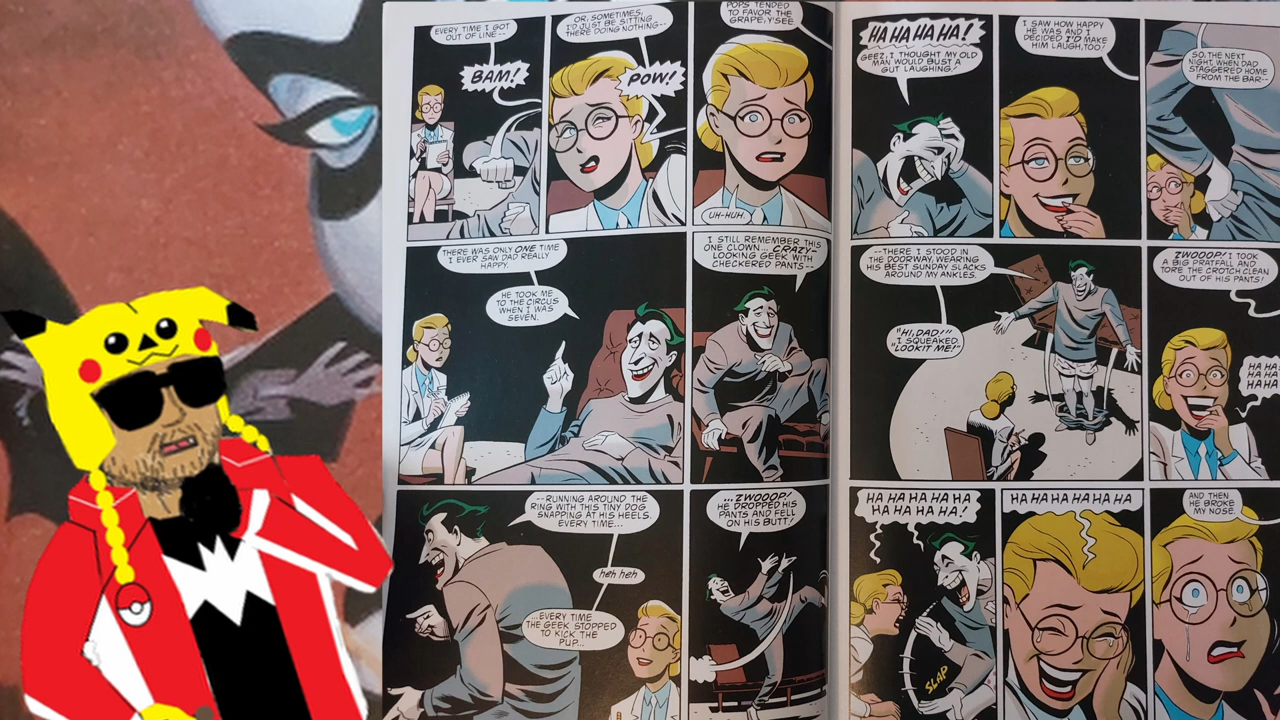 EVERY TIME I GOT
OUT OF LINE--
BAM!
OR, SOMETIMES,
I'D JUST BE SITTING
THERE DOING NOTHING--
POW!
POPS TENDED
TO FAVOR THE
GRAPE, Y'SEE.
UH-HUH.
THERE WAS ONLY ONE TIME
I EVER SAW DAD REALLY
HAPPY.
HE TOOK ME
TO THE CIRCUS
WHEN I WAS
SEVEN.
I STILL REMEMBER THIS
ONE CLOWN... CRAZY-
LOOKING GEEK WITH
CHECKERED PANTS--
--RUNNING AROUND THE
RING WITH THIS TINY DOG
SNAPPING AT HIS HEELS.
EVERY TIME...
heh heh
...EVERY TIME
THE GEEK STOPPED
TO KICK THE
PUP...
...ZWOOOP!
HE DROPPED HIS
PANTS AND FELL
ON HIS BUTT!
HA HA HA HA!
GEEZ, I THOUGHT MY OLD
MAN WOULD BUST A
GUT LAUGHING!
I SAW HOW HAPPY
HE WAS AND I
DECIDED I'D MAKE
HIM LAUGH, TOO!
SO, THE NEXT
NIGHT, WHEN DAD
STAGGERED HOME
FROM THE BAR--
--THERE I STOOD IN
THE DOORWAY, WEARING
HIS BEST SUNDAY SLACKS
AROUND MY ANKLES.
"HI, DAD!"
I SQUEAKED.
"LOOKIT ME!"
ZWOOOP! I TOOK
A BIG PRATFALL AND
TORE THE CROTCH CLEAN
OUT OF HIS PANTS!
HA HA
HA HA
HAHA
HA HA HA HA HA
HA HA HA HA!
SLAP
HA HA HA HA HA HA
AND THEN
HE BROKE
MY NOSE.